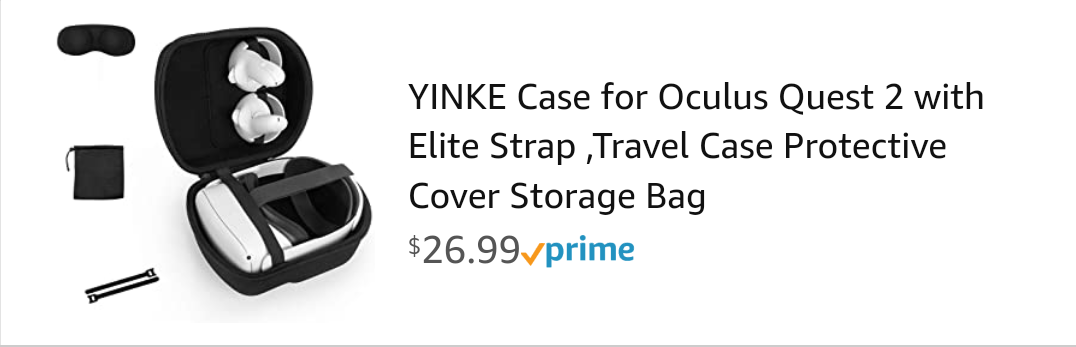 YINKE Case for Oculus Quest 2 with
Elite Strap ,Travel Case Protective
Cover Storage Bag
$26.99 prime